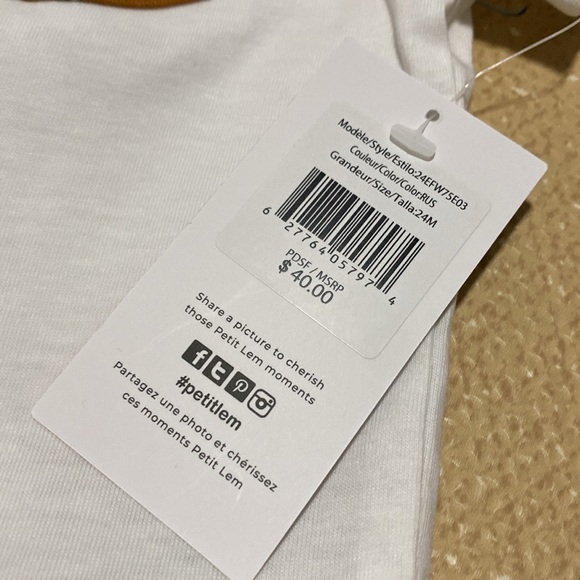 Modèle/Style/Estilo:24EFW75E03
Couleur/Color/Color:RUS
Grandeur/Size/Talla:24M
6 27764 05797 4
PDSF / MSRP
$ 40.00
Share a picture to cherish
those Petit Lem moments
#petitlem
Partagez une photo et chérissez
ces moments Petit Lem